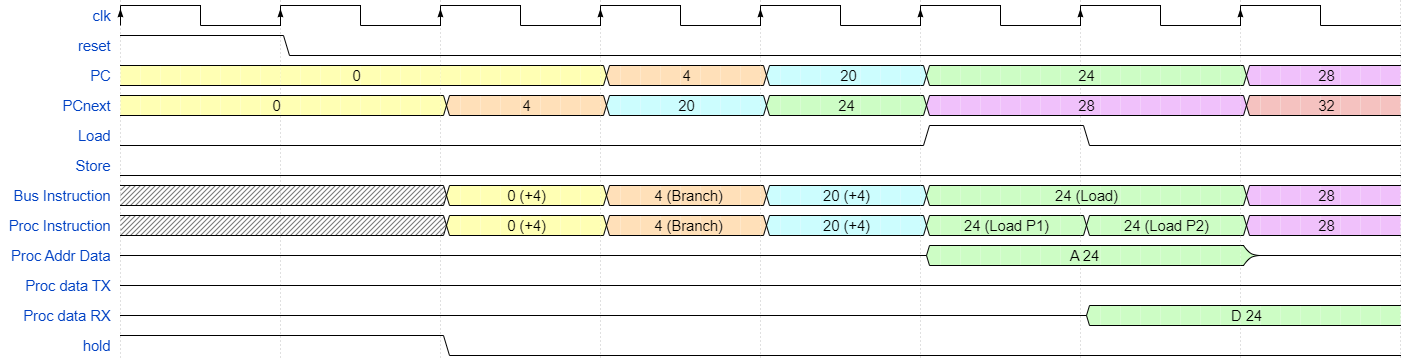 clk
reset
PC 0 4 20 24 28
PCnext 0 4 20 24 28 32
Load
Store
Bus Instruction 0 (+4) 4 (Branch) 20 (+4) 24 (Load) 28
Proc Instruction 0 (+4) 4 (Branch) 20 (+4) 24 (Load P1) 24 (Load P2) 28
Proc Addr Data A 24
Proc data TX
Proc data RX D 24
hold